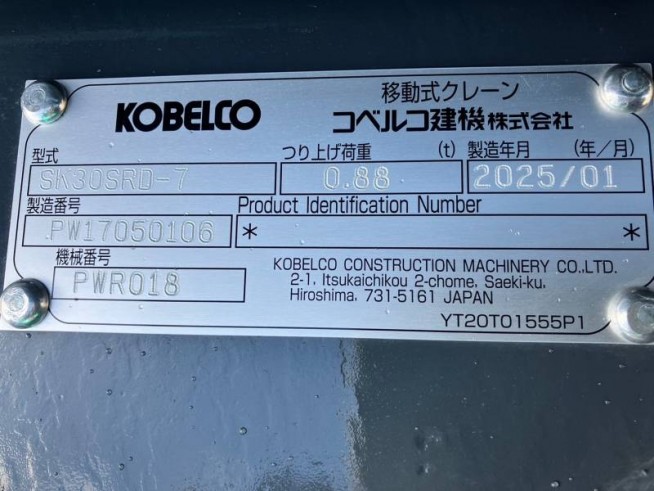 KOBELCO
移動式クレーン
コベルコ建機株式会社
型式
つり上げ荷重 (t)
製造年月 (年/月)
SK30SRD-7
0.88
2025/01
製造番号
Product Identification Number
PW17050106
* *
機械番号
PWR018
KOBELCO CONSTRUCTION MACHINERY CO.,LTD.
2-1, Itsukaichikou 2-chome, Saeki-ku,
Hiroshima, 731-5161 JAPAN
YT20T01555P1